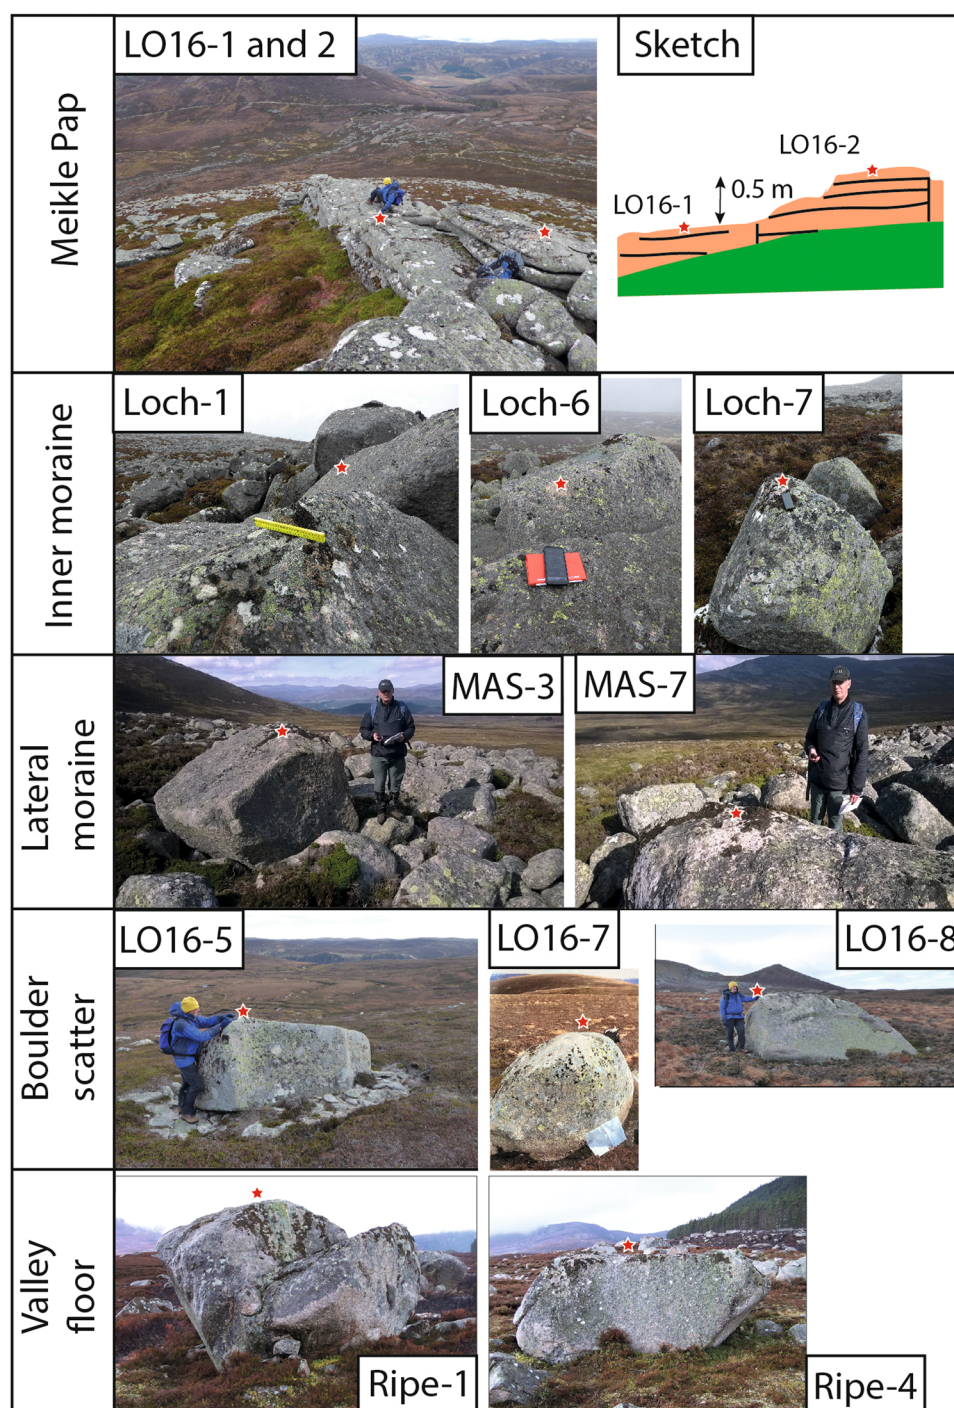 Meikle Pap
LO16-1 and 2
Sketch
LO16-2
LO16-1
0.5 m
Inner moraine
Loch-1
Loch-6
Loch-7
Lateral
moraine
MAS-3
MAS-7
Boulder
scatter
LO16-5
LO16-7
LO16-8
Valley
floor
Ripe-1
Ripe-4